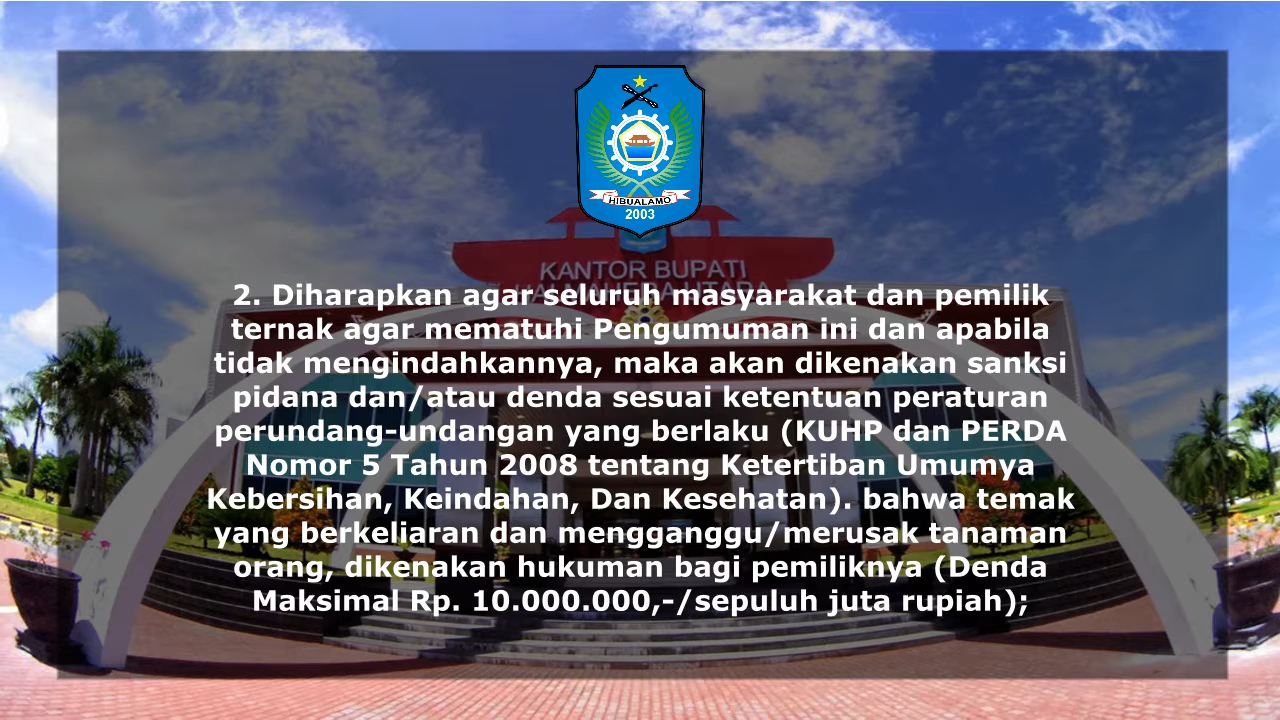 HIBUALAMO
2003
KANTOR BUPATI
HALMAHERA UTARA
2. Diharapkan agar seluruh masyarakat dan pemilik
ternak agar mematuhi Pengumuman ini dan apabila
tidak mengindahkannya, maka akan dikenakan sanksi
pidana dan/atau denda sesuai ketentuan peraturan
perundang-undangan yang berlaku (KUHP dan PERDA
Nomor 5 Tahun 2008 tentang Ketertiban Umumya
Kebersihan, Keindahan, Dan Kesehatan). bahwa temak
yang berkeliaran dan mengganggu/merusak tanaman
orang, dikenakan hukuman bagi pemiliknya (Denda
Maksimal Rp. 10.000.000,-/sepuluh juta rupiah);